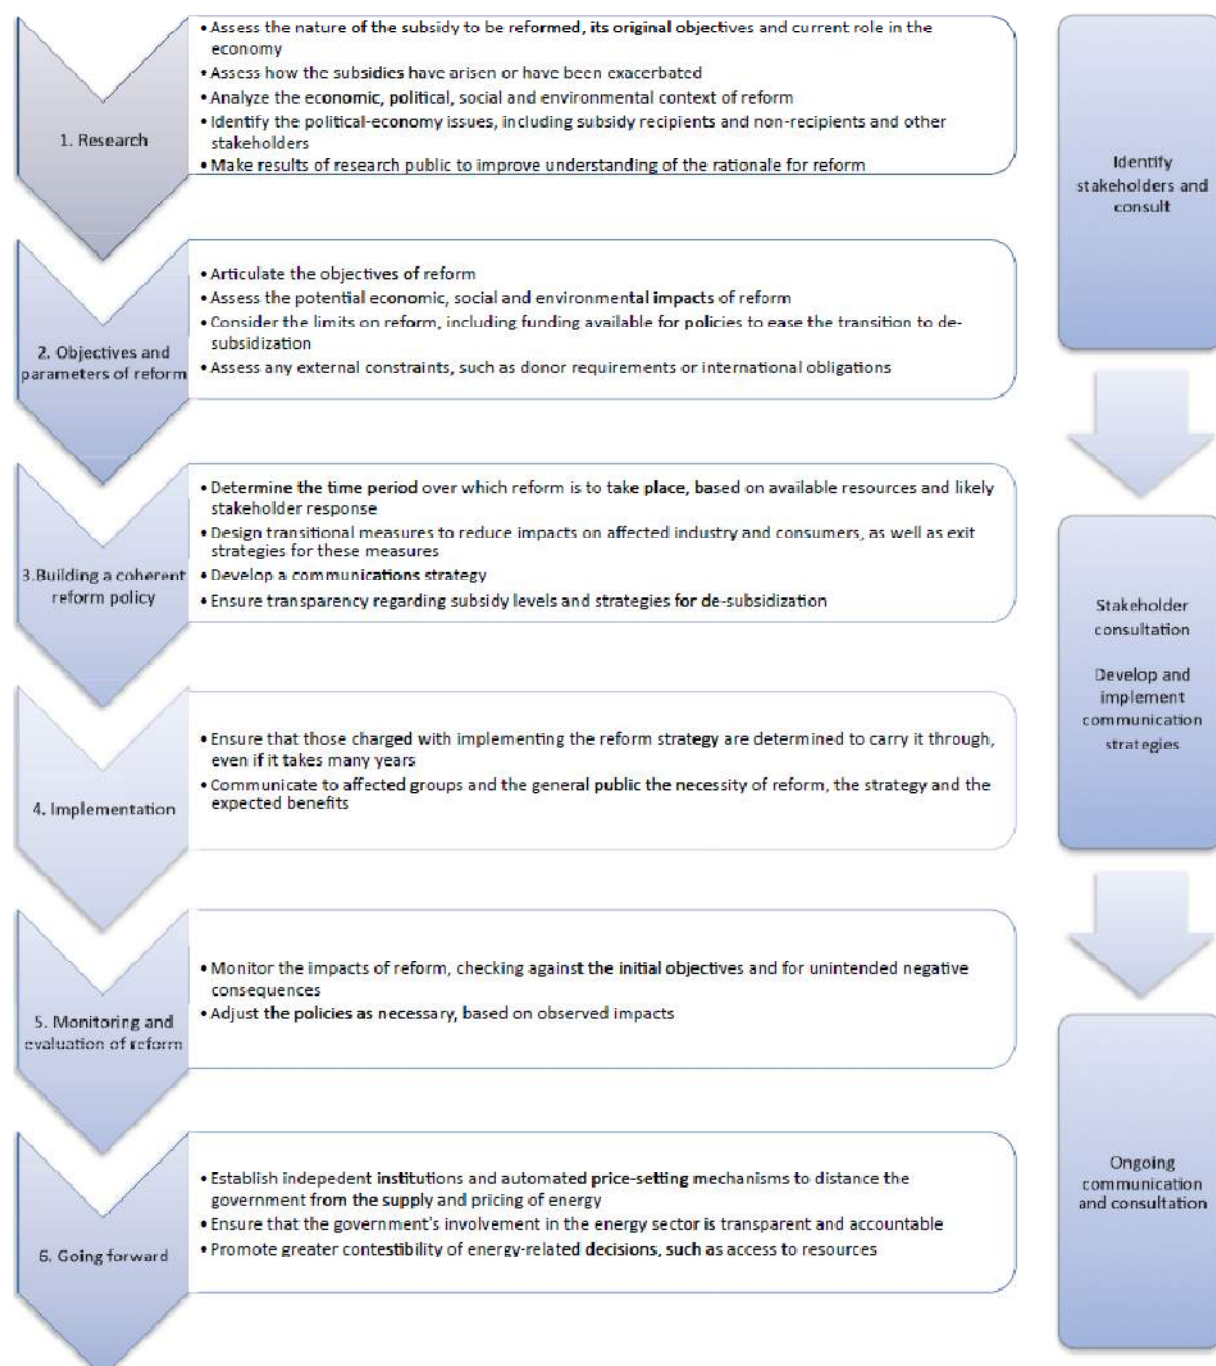 1. Research
• Assess the nature of the subsidy to be reformed, its original objectives and current role in the
economy
• Assess how the subsidies have arisen or have been exacerbated
• Analyze the economic, political, social and environmental context of reform
• Identify the political-economy issues, including subsidy recipients and non-recipients and other
stakeholders
• Make results of research public to improve understanding of the rationale for reform
2. Objectives and
parameters of reform
• Articulate the objectives of reform
• Assess the potential economic, social and environmental impacts of reform
• Consider the limits on reform, including funding available for policies to ease the transition to de-
subsidization
• Assess any external constraints, such as donor requirements or international obligations
Identify
stakeholders and
consult
3.Building a coherent
reform policy
• Determine the time period over which reform is to take place, based on available resources and likely
stakeholder response
• Design transitional measures to reduce impacts on affected industry and consumers, as well as exit
strategies for these measures
• Develop a communications strategy
• Ensure transparency regarding subsidy levels and strategies for de-subsidization
4. Implementation
• Ensure that those charged with implementing the reform strategy are determined to carry it through,
even if it takes many years
• Communicate to affected groups and the general public the necessity of reform, the strategy and the
expected benefits
Stakeholder
consultation
Develop and
implement
communication
strategies
5. Monitoring and
evaluation of reform
• Monitor the impacts of reform, checking against the initial objectives and for unintended negative
consequences
• Adjust the policies as necessary, based on observed impacts
6. Going forward
• Establish indepedent institutions and automated price-setting mechanisms to distance the
government from the supply and pricing of energy
• Ensure that the government's involvement in the energy sector is transparent and accountable
• Promote greater contestibility of energy-related decisions, such as access to resources
Ongoing
communication
and consultation